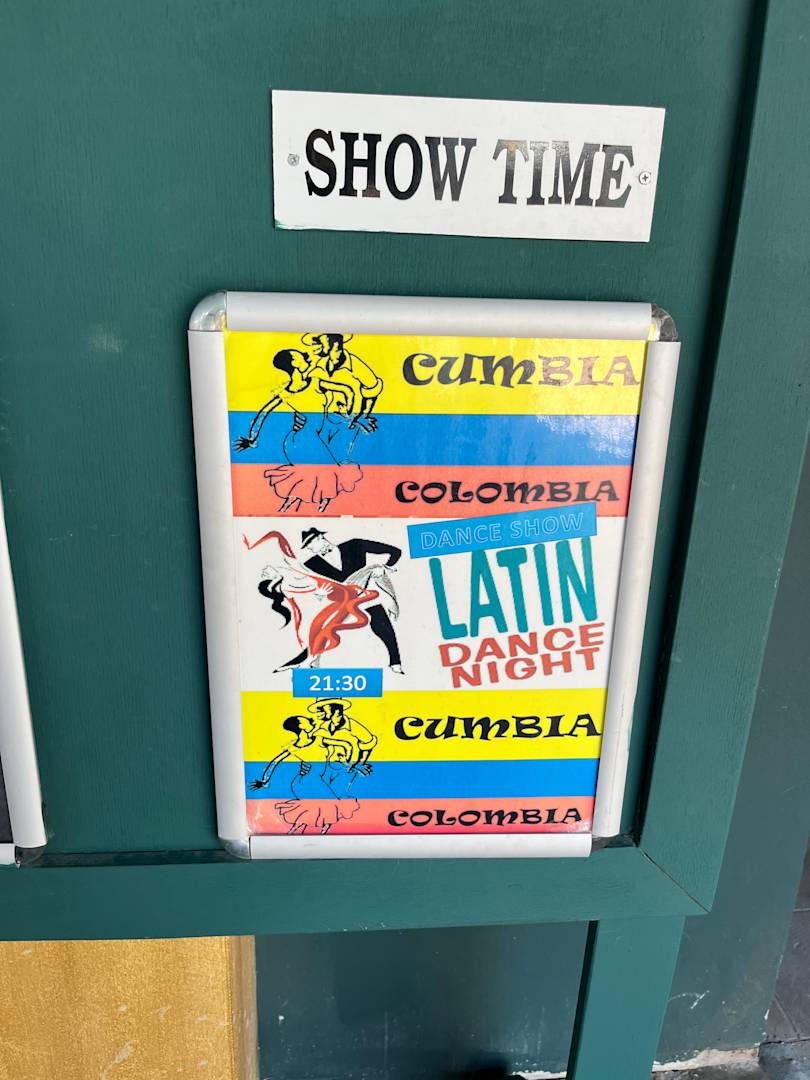 SHOW TIME
CUMBIA
COLOMBIA
DANCE SHOW
LATIN
DANCE
NIGHT
21:30
CUMBIA
COLOMBIA